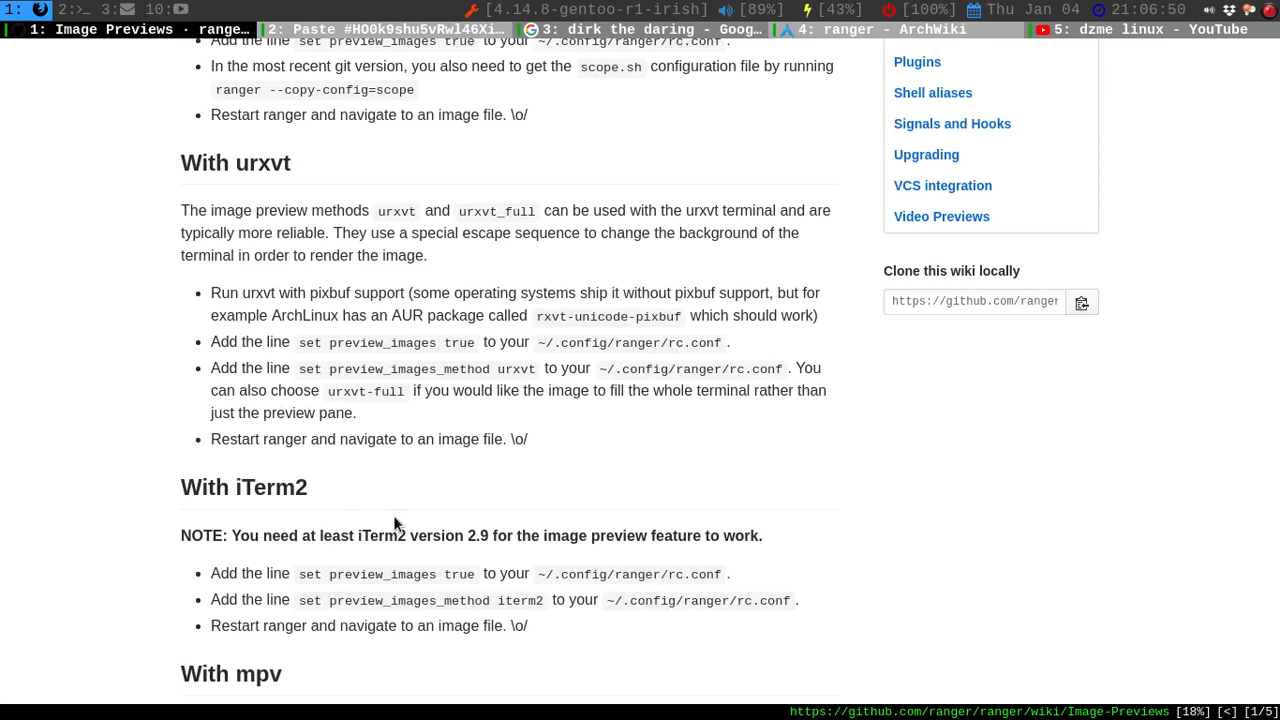 1: 2:>_ 3: 10: [4.14.8-gentoo-r1-irish] [89%] [43%] [100%] Thu Jan 04 21:06:50
1: Image Previews · range… 2: Paste #HO0k9shu5vRwl46Xi… 3: dirk the daring - Goog… 4: ranger - ArchWiki 5: dzme linux - YouTube
Add the line set preview_images true to your ~/.config/ranger/rc.conf .
In the most recent git version, you also need to get the scope.sh configuration file by running
ranger --copy-config=scope
Restart ranger and navigate to an image file. \o/
With urxvt
The image preview methods urxvt and urxvt_full can be used with the urxvt terminal and are
typically more reliable. They use a special escape sequence to change the background of the
terminal in order to render the image.
Run urxvt with pixbuf support (some operating systems ship it without pixbuf support, but for
example ArchLinux has an AUR package called rxvt-unicode-pixbuf which should work)
Add the line set preview_images true to your ~/.config/ranger/rc.conf .
Add the line set preview_images_method urxvt to your ~/.config/ranger/rc.conf . You
can also choose urxvt-full if you would like the image to fill the whole terminal rather than
just the preview pane.
Restart ranger and navigate to an image file. \o/
With iTerm2
NOTE: You need at least iTerm2 version 2.9 for the image preview feature to work.
Add the line set preview_images true to your ~/.config/ranger/rc.conf .
Add the line set preview_images_method iterm2 to your ~/.config/ranger/rc.conf .
Restart ranger and navigate to an image file. \o/
With mpv
Plugins
Shell aliases
Signals and Hooks
Upgrading
VCS integration
Video Previews
Clone this wiki locally
https://github.com/ranger
https://github.com/ranger/ranger/wiki/Image-Previews [18%] [<] [1/5]